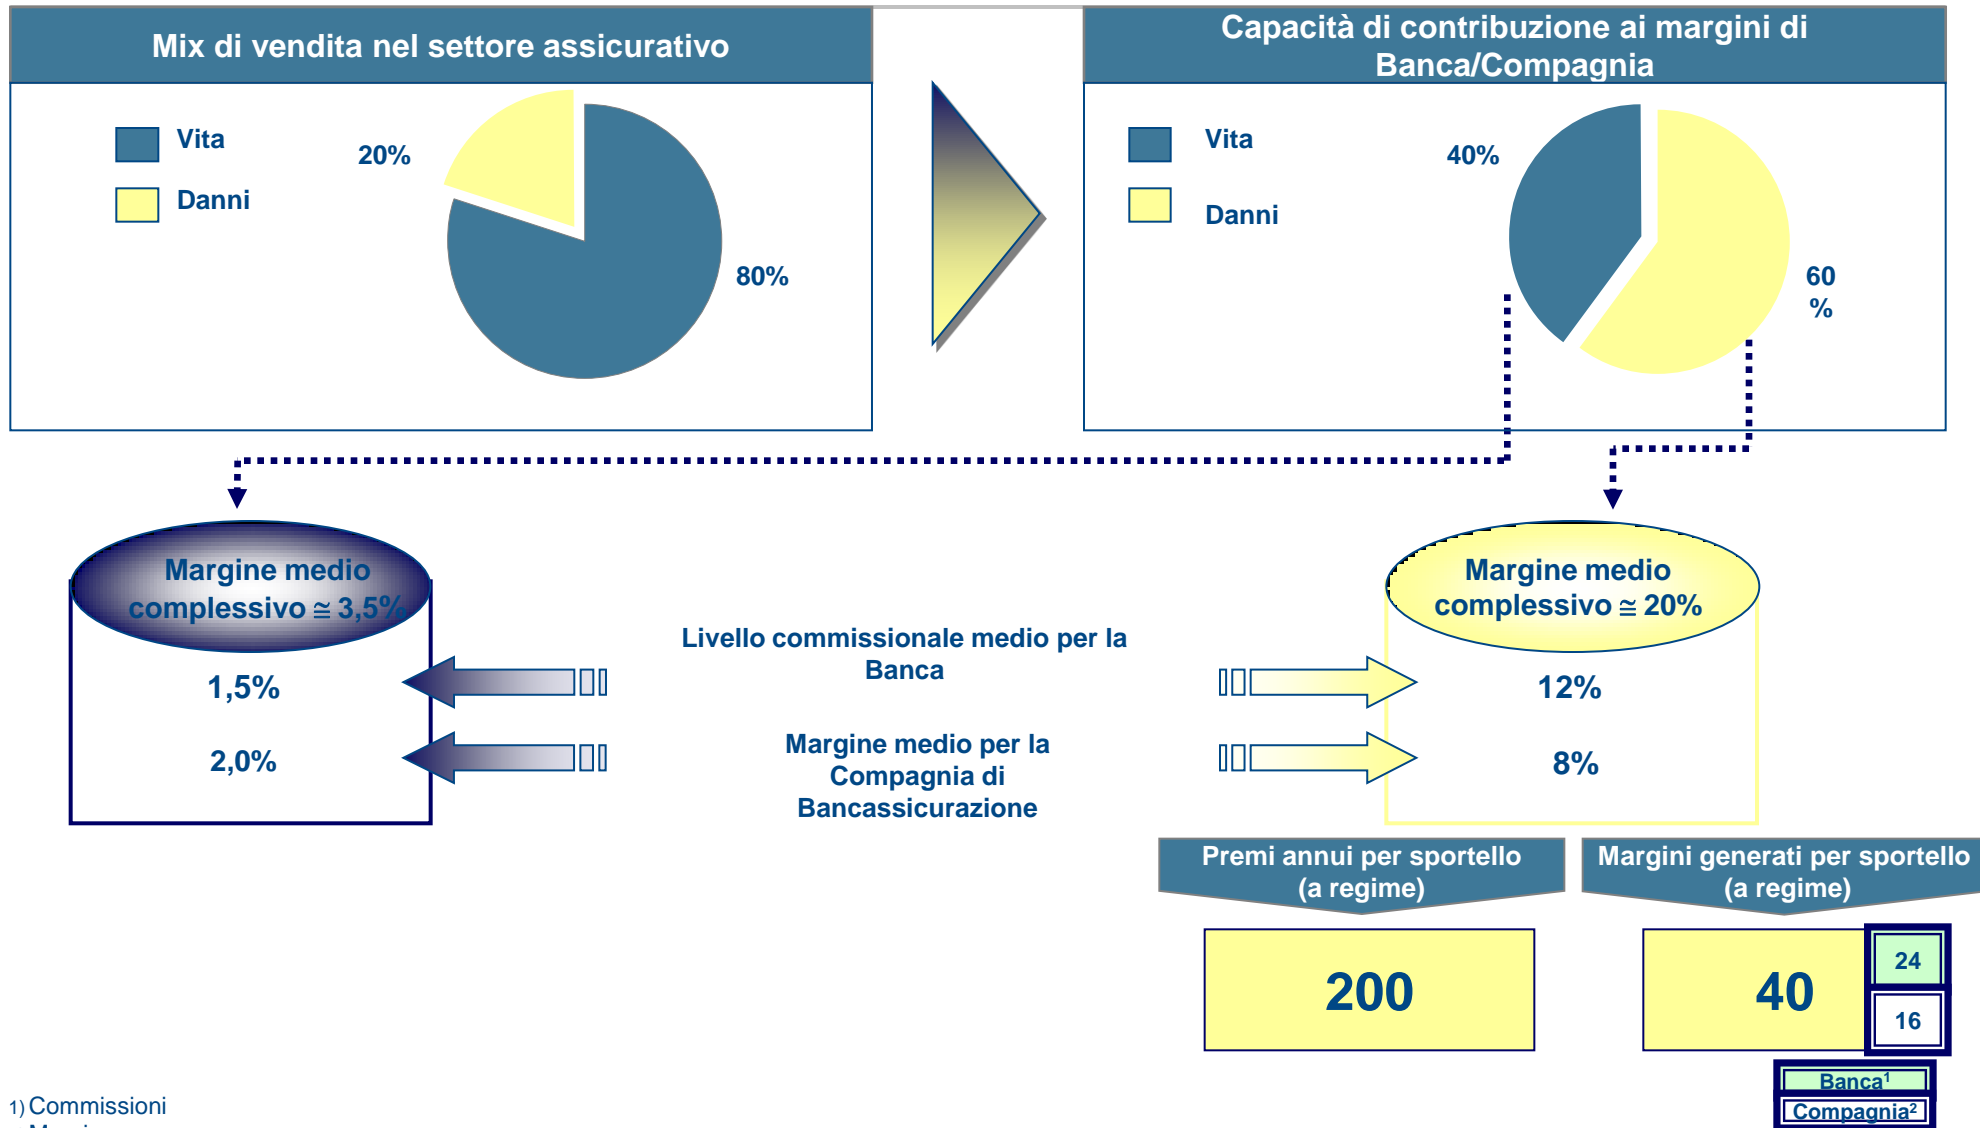 Mix di vendita nel settore assicurativo
Capacità di contribuzione ai margini di
Banca/Compagnia
Vita
Danni
20%
80%
Vita
Danni
40%
60
%
Margine medio
complessivo ≅ 3,5%
1,5%
2,0%
Livello commissionale medio per la
Banca
Margine medio per la
Compagnia di
Bancassicurazione
Margine medio
complessivo ≅ 20%
12%
8%
Premi annui per sportello
(a regime)
Margini generati per sportello
(a regime)
200
40
24
16
Banca¹
Compagnia²
1) Commissioni